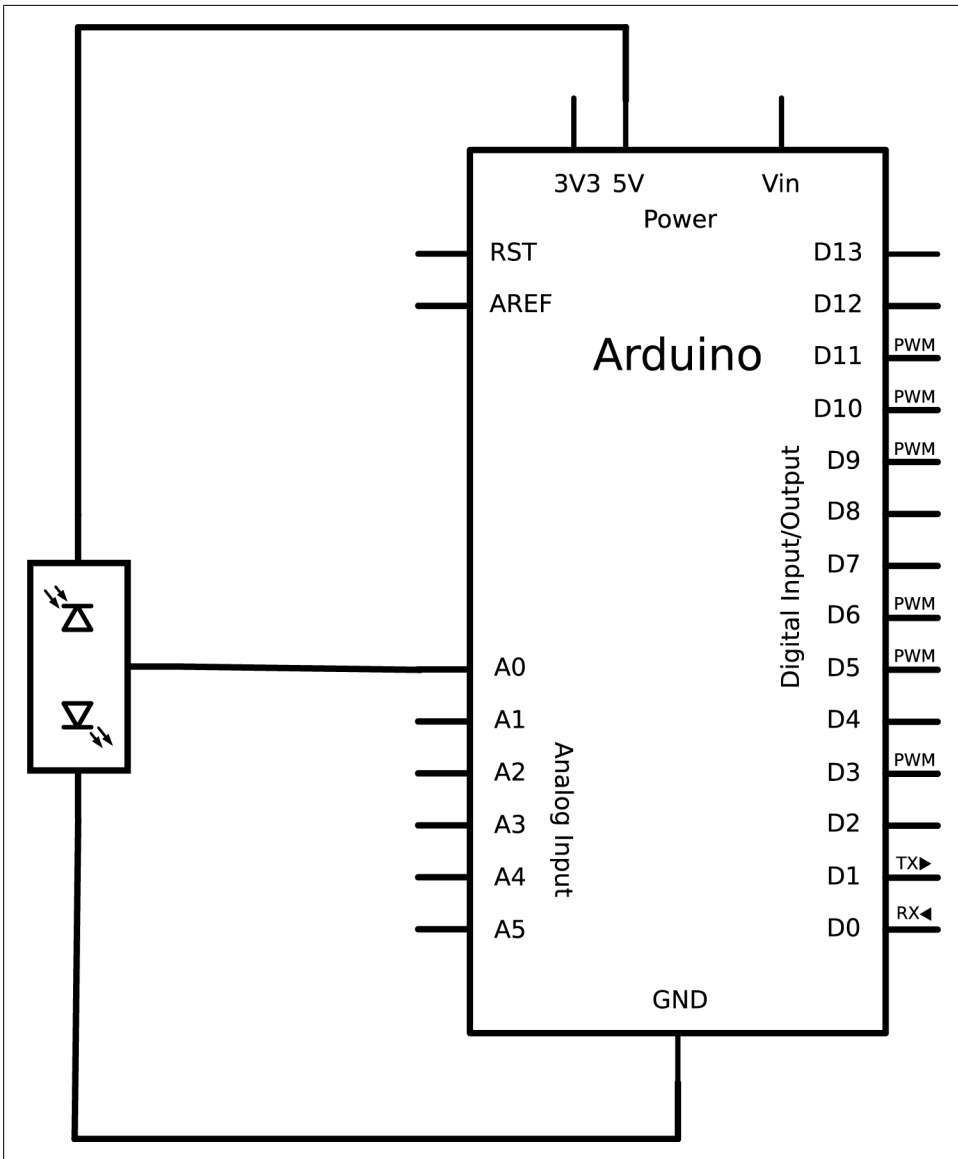 3V3 5V Vin
Power
RST D13
AREF D12
Arduino
D11 PWM
D10 PWM
D9 PWM
D8
D7
D6 PWM
A0 D5 PWM
A1 D4
A2 D3 PWM
A3 D2
A4 D1 TX▶
A5 D0 RX◀
Digital Input/Output
Analog Input
GND